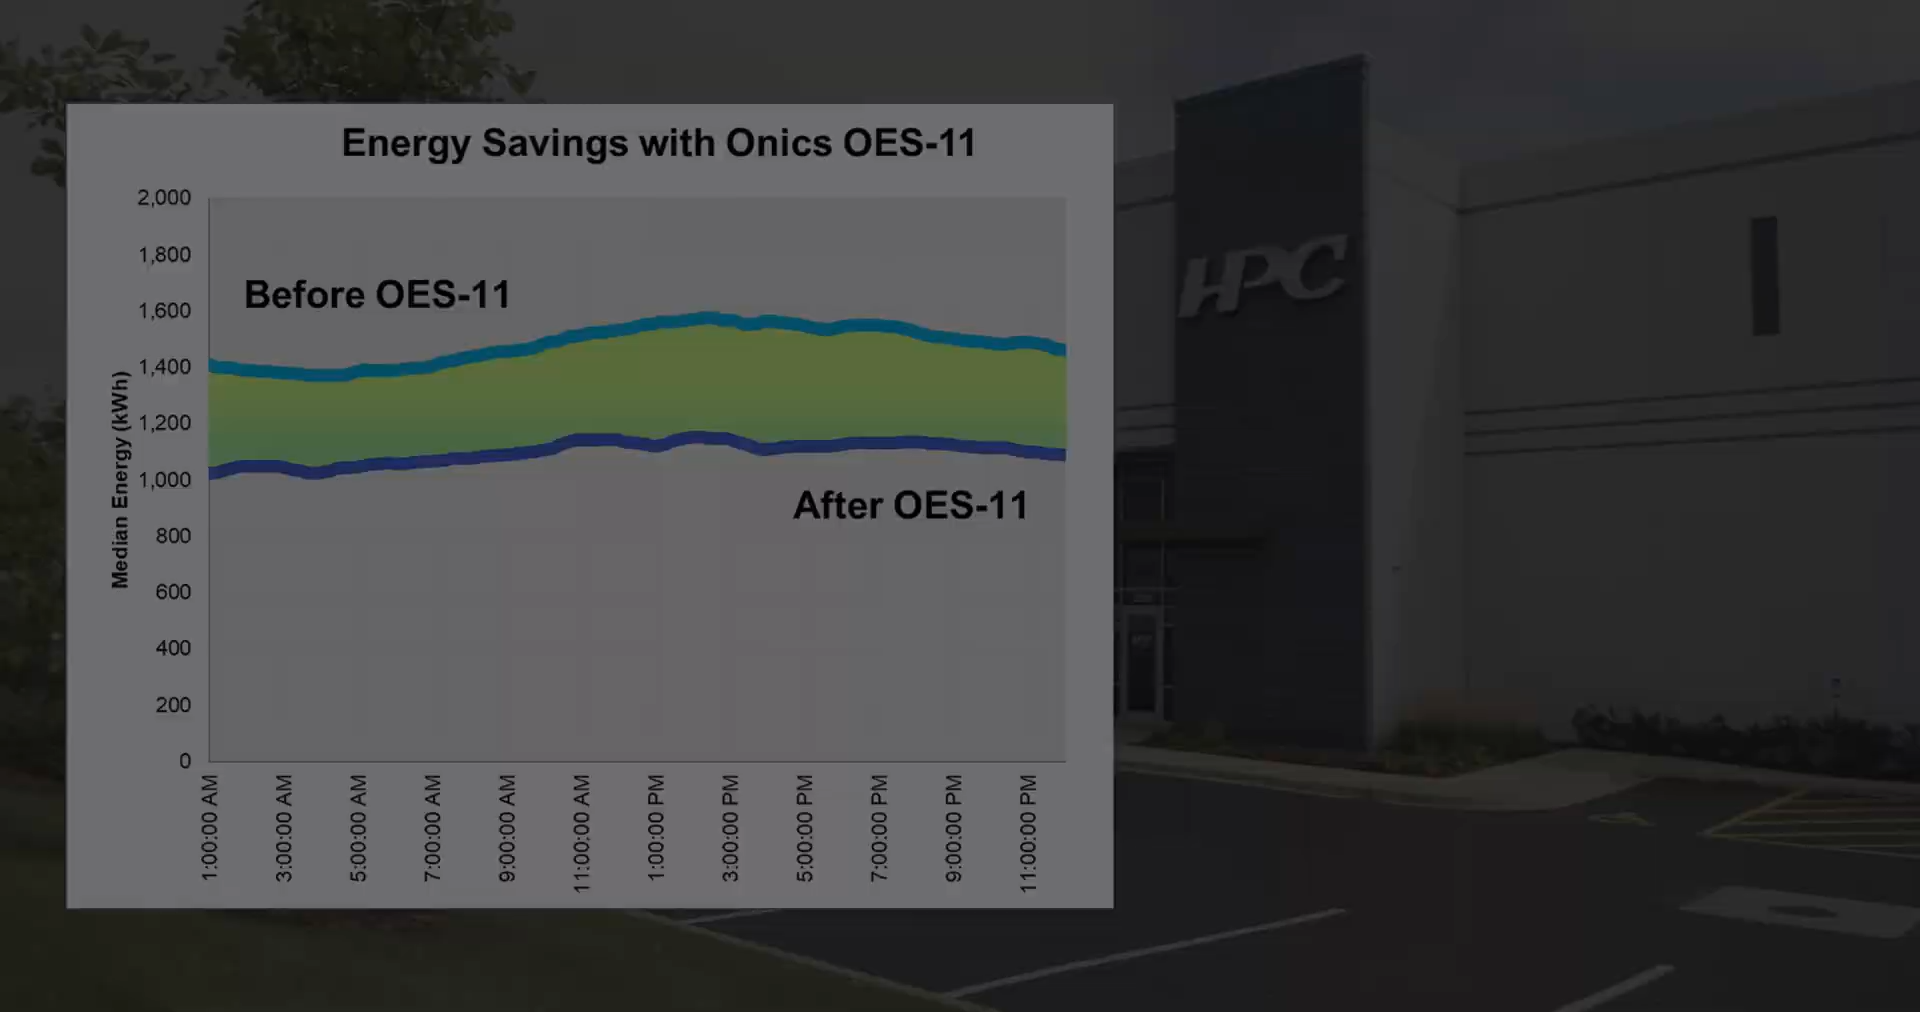 Energy Savings with Onics OES-11
2,000
1,800
1,600
1,400
1,200
1,000
800
600
400
200
0
Median Energy (kWh)
Before OES-11
After OES-11
1:00:00 AM
3:00:00 AM
5:00:00 AM
7:00:00 AM
9:00:00 AM
11:00:00 AM
1:00:00 PM
3:00:00 PM
5:00:00 PM
7:00:00 PM
9:00:00 PM
11:00:00 PM
HPC